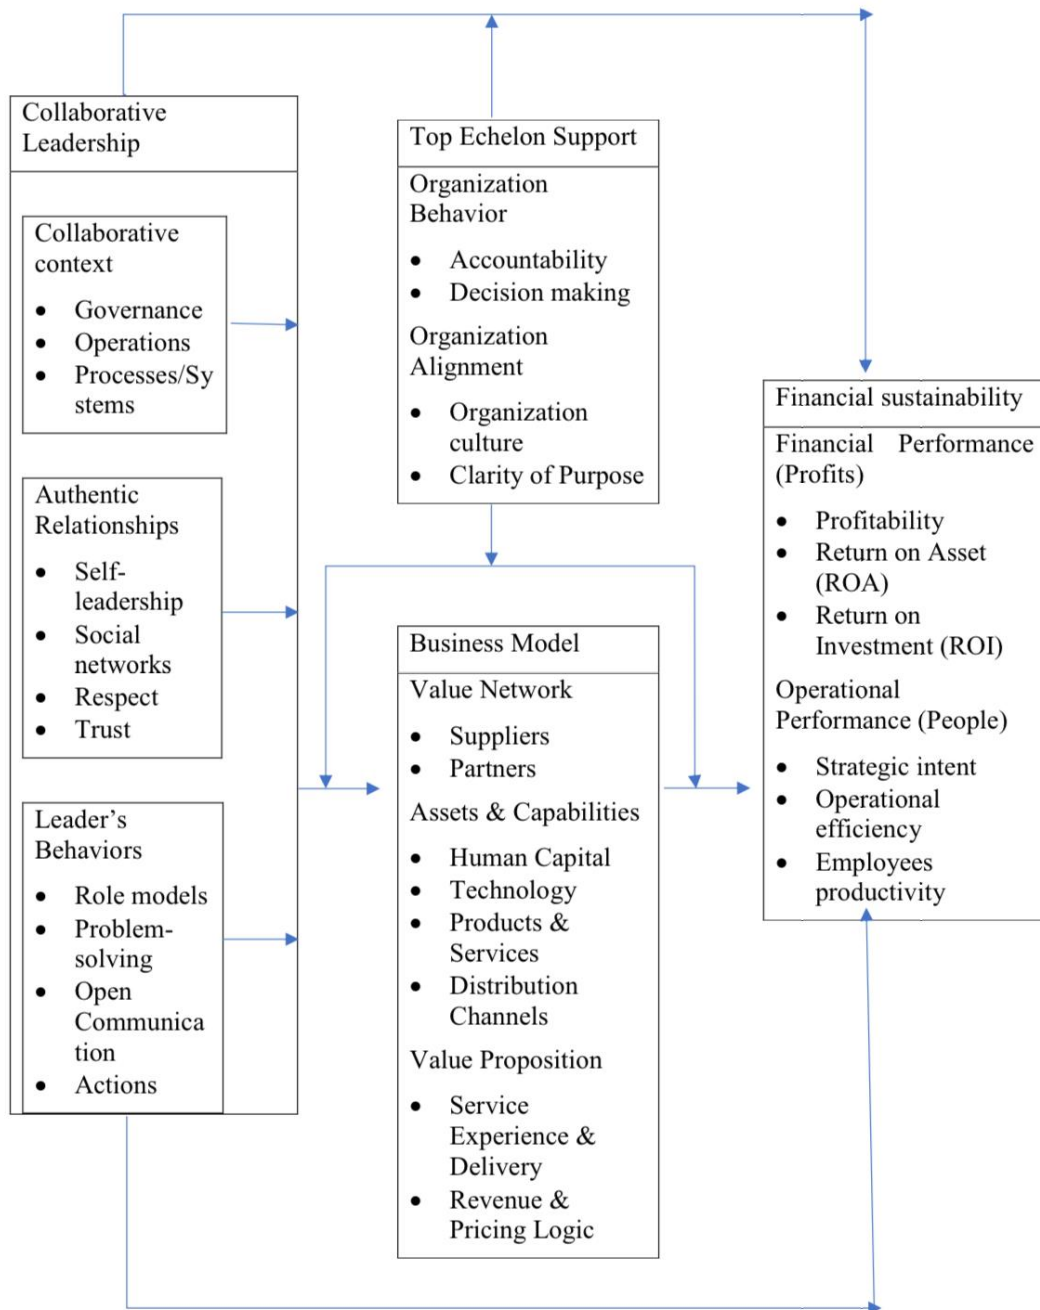 Collaborative
Leadership
Collaborative
context
• Governance
• Operations
• Processes/Sy
stems
Authentic
Relationships
• Self-
leadership
• Social
networks
• Respect
• Trust
Leader’s
Behaviors
• Role models
• Problem-
solving
• Open
Communica
tion
• Actions
Top Echelon Support
Organization
Behavior
• Accountability
• Decision making
Organization
Alignment
• Organization
culture
• Clarity of Purpose
Business Model
Value Network
• Suppliers
• Partners
Assets & Capabilities
• Human Capital
• Technology
• Products &
Services
• Distribution
Channels
Value Proposition
• Service
Experience &
Delivery
• Revenue &
Pricing Logic
Financial sustainability
Financial Performance
(Profits)
• Profitability
• Return on Asset
(ROA)
• Return on
Investment (ROI)
Operational
Performance (People)
• Strategic intent
• Operational
efficiency
• Employees
productivity